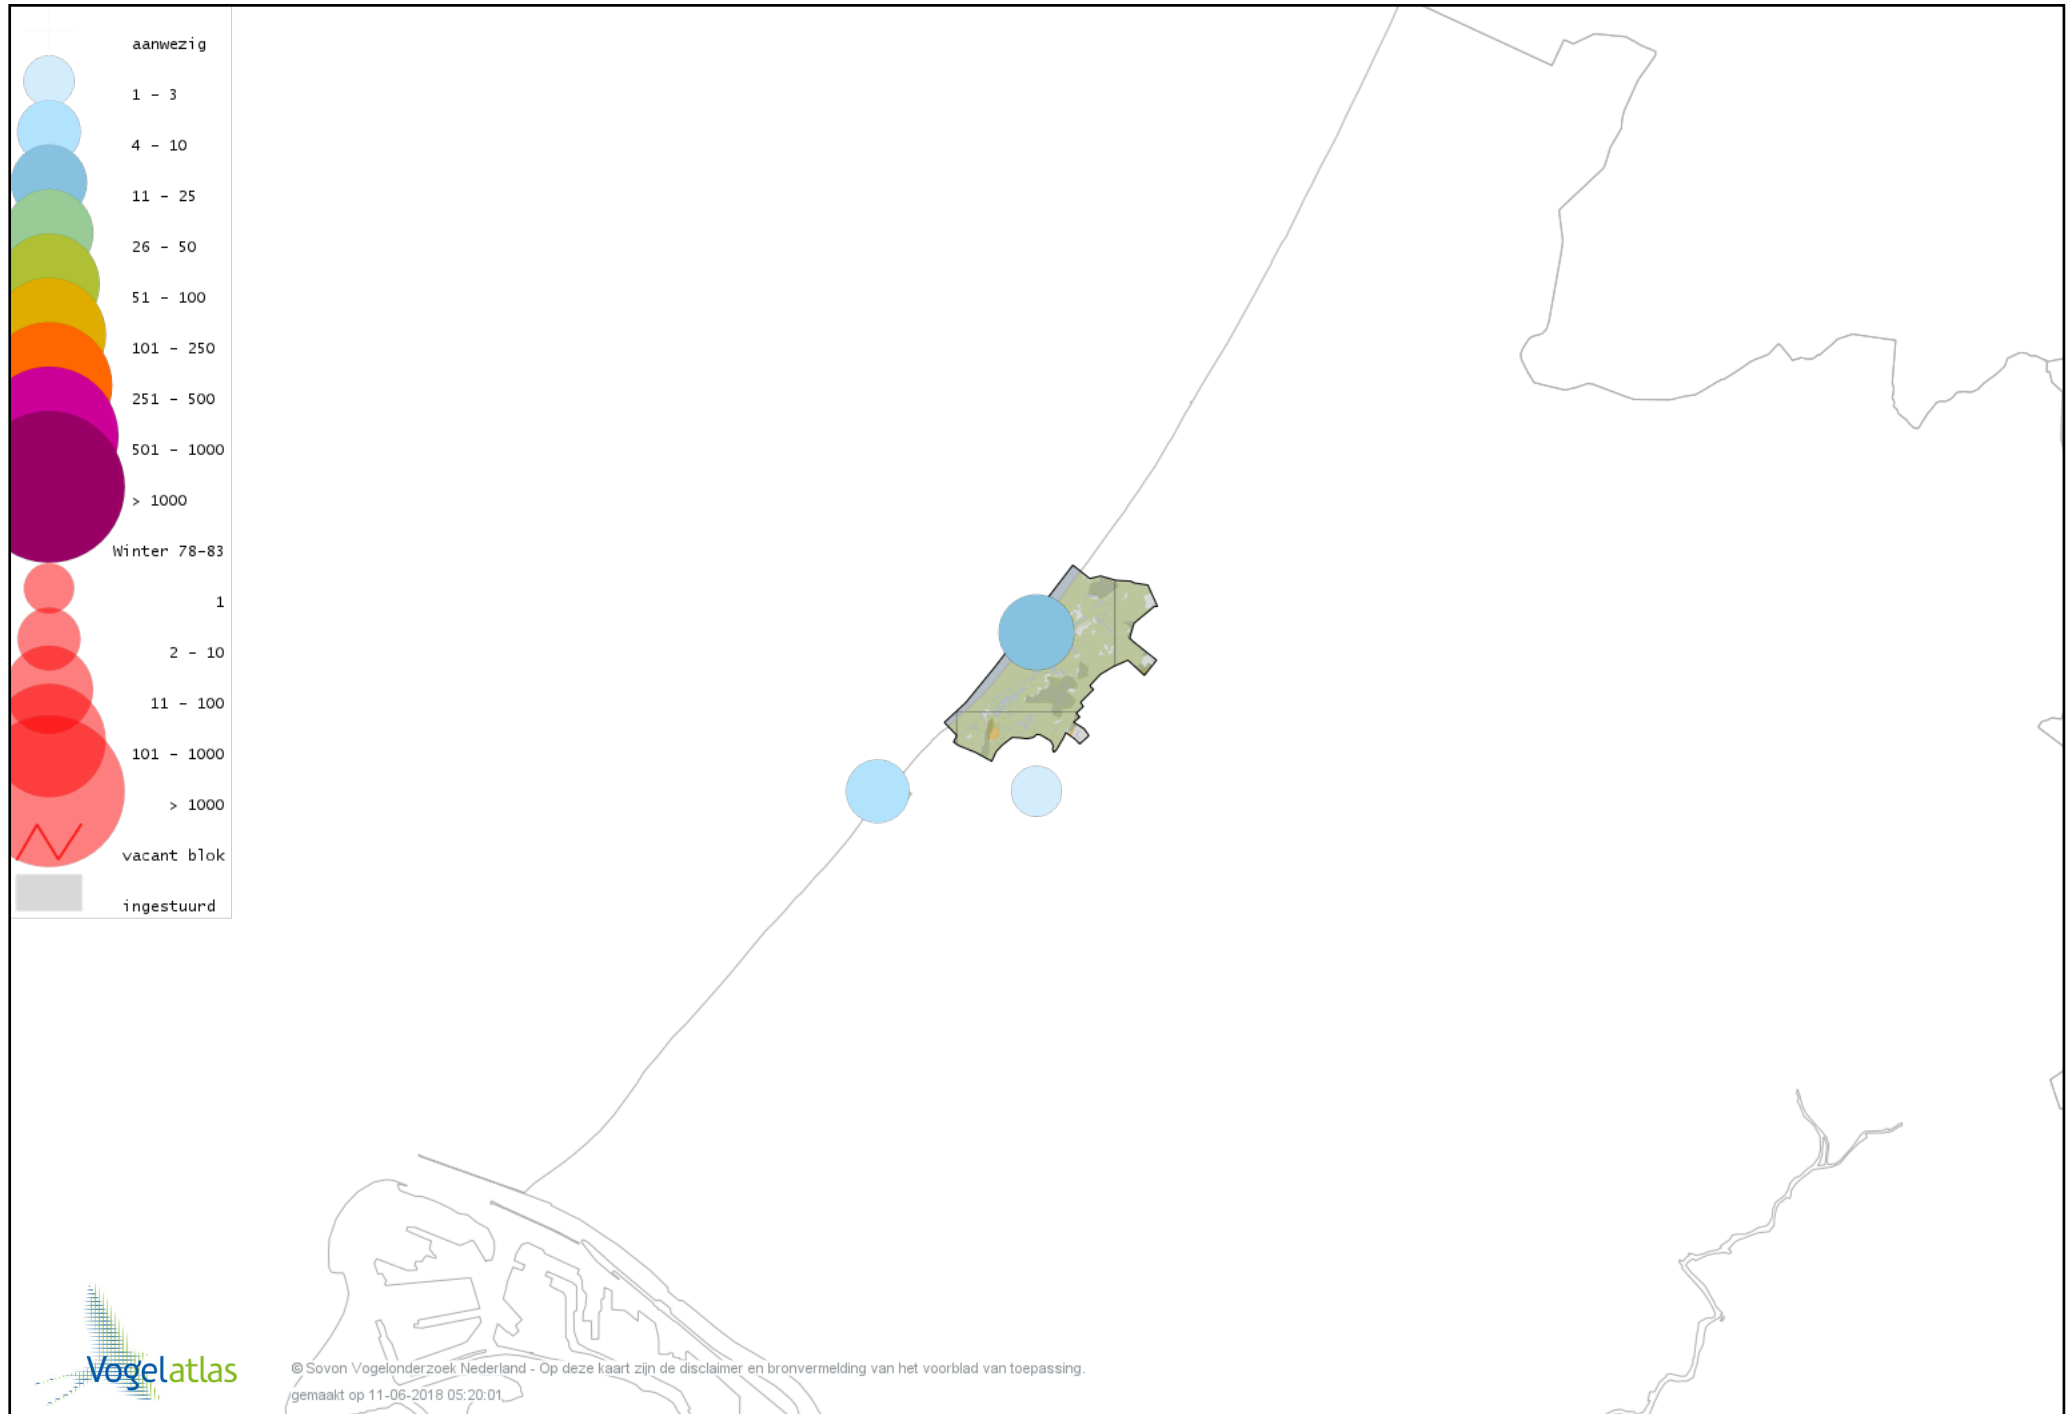 aanwezig
1 - 3
4 - 10
11 - 25
26 - 50
51 - 100
101 - 250
251 - 500
501 - 1000
> 1000
Winter 78-83
1
2 - 10
11 - 100
101 - 1000
> 1000
vacant blok
ingestuurd
Vogelatlas
© Sovon Vogelonderzoek Nederland - Op deze kaart zijn de disclaimer en bronvermelding van het voorblad van toepassing.
gemaakt op 11-06-2018 05:20:01